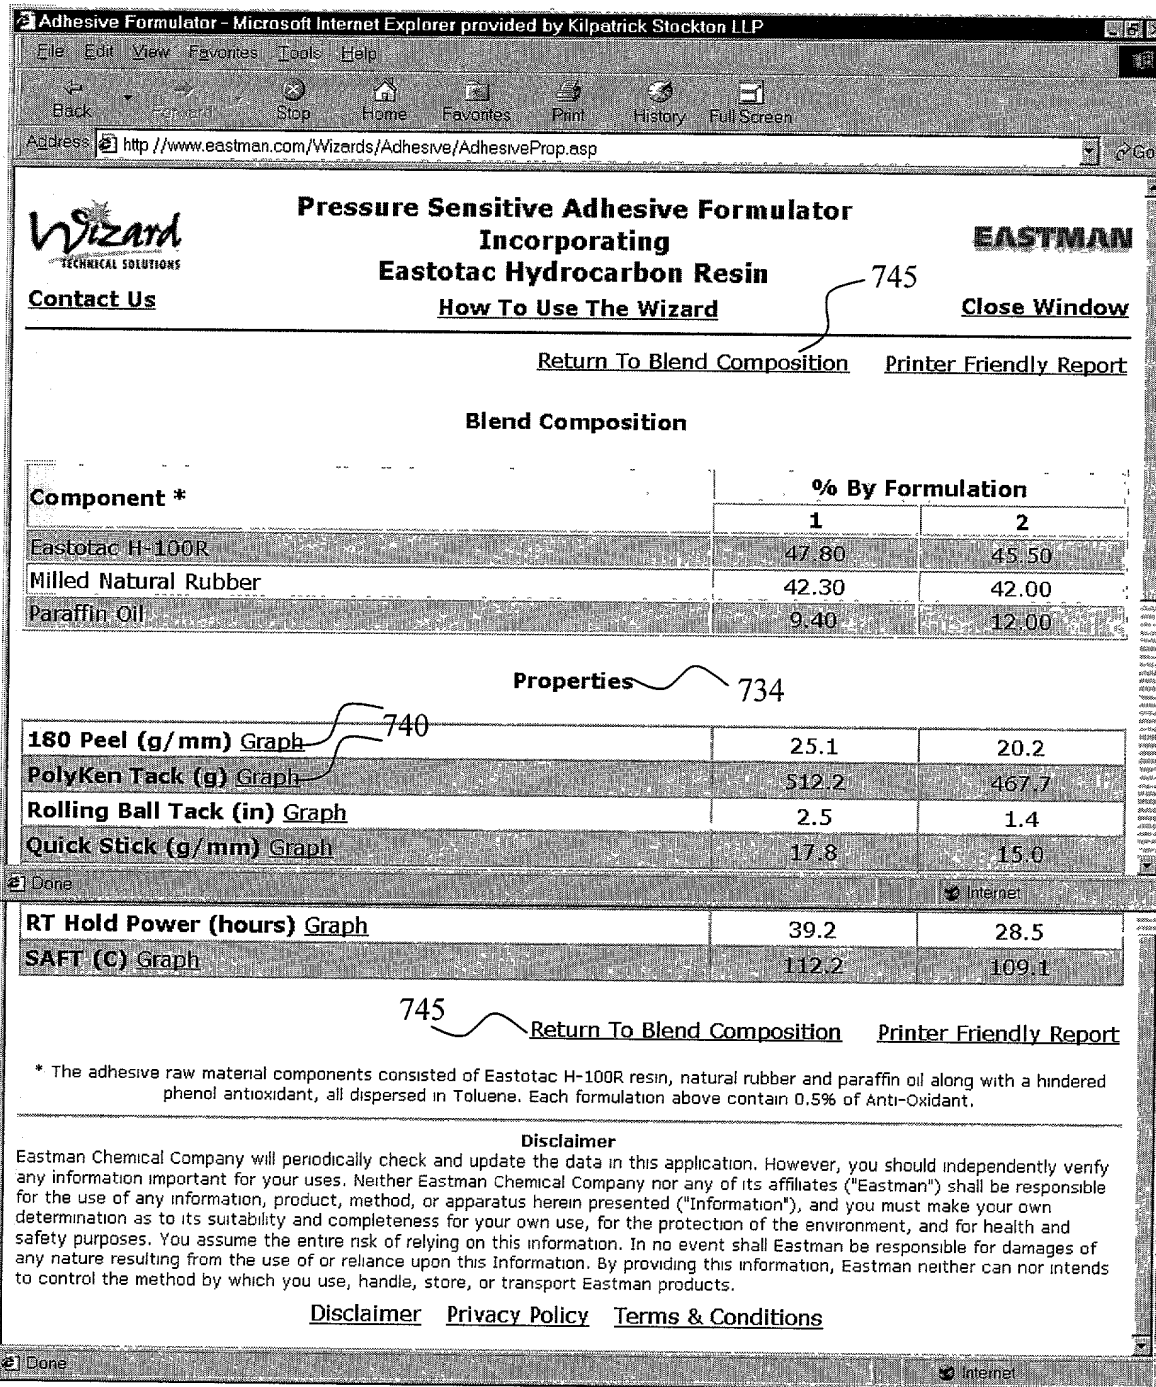 Adhesive Formulator - Microsoft Internet Explorer provided by Kilpatrick Stockton LLP
File Edit View Favorites Tools Help
Back Forward Stop Home Favorites Print History Full Screen
Address http //www.eastman.com/Wizards/Adhesive/AdhesiveProp.asp Go
Wizard
TECHNICAL SOLUTIONS
Pressure Sensitive Adhesive Formulator
Incorporating
Eastotac Hydrocarbon Resin
EASTMAN
745
Contact Us How To Use The Wizard Close Window
Return To Blend Composition Printer Friendly Report
Blend Composition
Component * % By Formulation
1 2
Eastotac H-100R 47.80 45.50
Milled Natural Rubber 42.30 42.00
Paraffin Oil 9.40 12.00
Properties 734
740
180 Peel (g/mm) Graph 25.1 20.2
PolyKen Tack (g) Graph 512.2 467.7
Rolling Ball Tack (in) Graph 2.5 1.4
Quick Stick (g/mm) Graph 17.8 15.0
Done Internet
RT Hold Power (hours) Graph 39.2 28.5
SAFT (C) Graph 112.2 109.1
745
Return To Blend Composition Printer Friendly Report
* The adhesive raw material components consisted of Eastotac H-100R resin, natural rubber and paraffin oil along with a hindered
phenol antioxidant, all dispersed in Toluene. Each formulation above contain 0.5% of Anti-Oxidant.
Disclaimer
Eastman Chemical Company will periodically check and update the data in this application. However, you should independently verify
any information important for your uses. Neither Eastman Chemical Company nor any of its affiliates ("Eastman") shall be responsible
for the use of any information, product, method, or apparatus herein presented ("Information"), and you must make your own
determination as to its suitability and completeness for your own use, for the protection of the environment, and for health and
safety purposes. You assume the entire risk of relying on this information. In no event shall Eastman be responsible for damages of
any nature resulting from the use of or reliance upon this Information. By providing this information, Eastman neither can nor intends
to control the method by which you use, handle, store, or transport Eastman products.
Disclaimer Privacy Policy Terms & Conditions
Done Internet